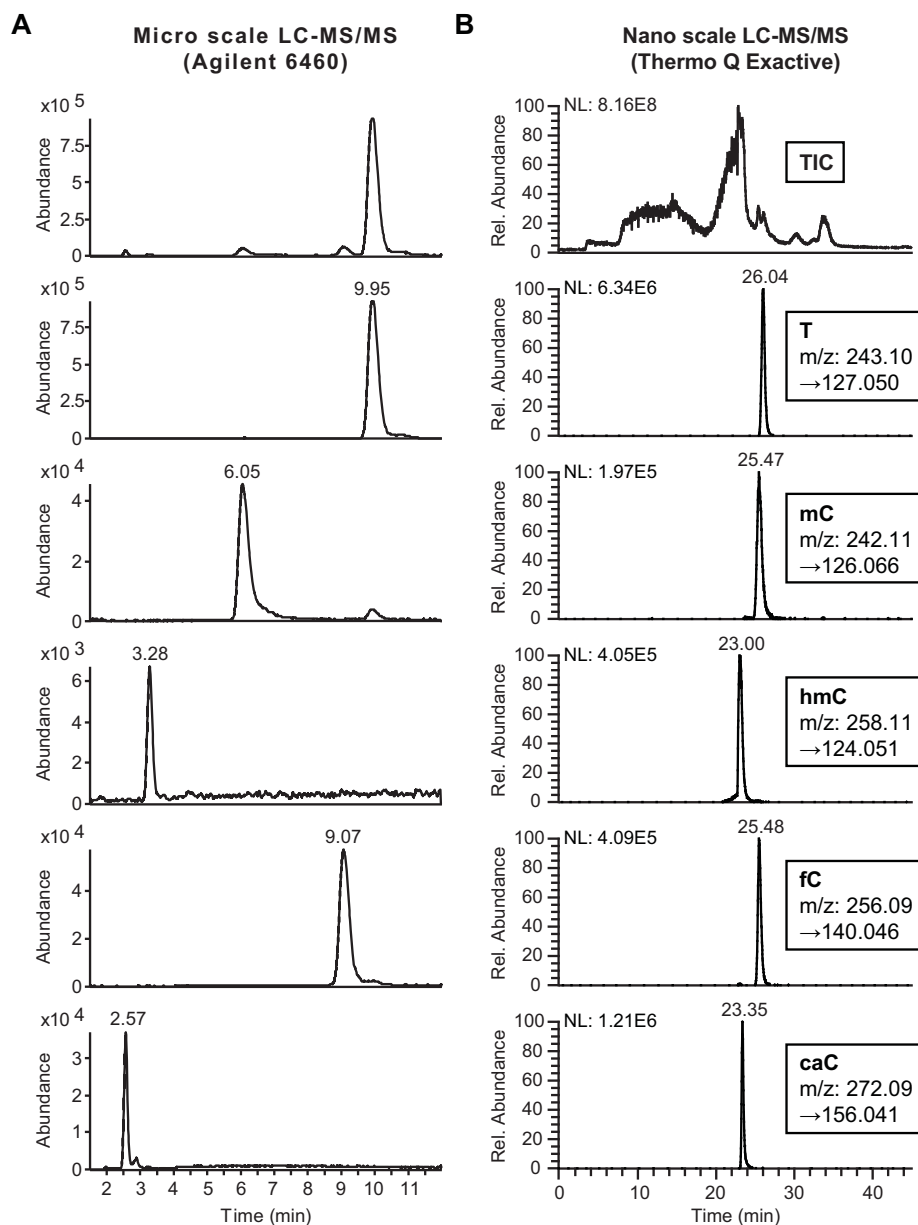 A
Micro scale LC-MS/MS
(Agilent 6460)
x10 5
7.5
5
2.5
0
Abundance
x10 5
9.95
7.5
5
2.5
0
Abundance
x10 4
6.05
4
2
0
Abundance
x10 3
3.28
6
4
2
0
Abundance
x10 4
9.07
4
2
0
Abundance
x10 4
2.57
3
2
1
0
Abundance
2 3 4 5 6 7 8 9 10 11
Time (min)
B
Nano scale LC-MS/MS
(Thermo Q Exactive)
NL: 8.16E8
100
80
60
40
20
0
Rel. Abundance
TIC
NL: 6.34E6
26.04
100
80
60
40
20
0
Rel. Abundance
T
m/z: 243.10
→127.050
NL: 1.97E5
25.47
100
80
60
40
20
0
Rel. Abundance
mC
m/z: 242.11
→126.066
NL: 4.05E5
23.00
100
80
60
40
20
0
Rel. Abundance
hmC
m/z: 258.11
→124.051
NL: 4.09E5
25.48
100
80
60
40
20
0
Rel. Abundance
fC
m/z: 256.09
→140.046
NL: 1.21E6
23.35
100
80
60
40
20
0
Rel. Abundance
caC
m/z: 272.09
→156.041
0 20 30 40
Time (min)